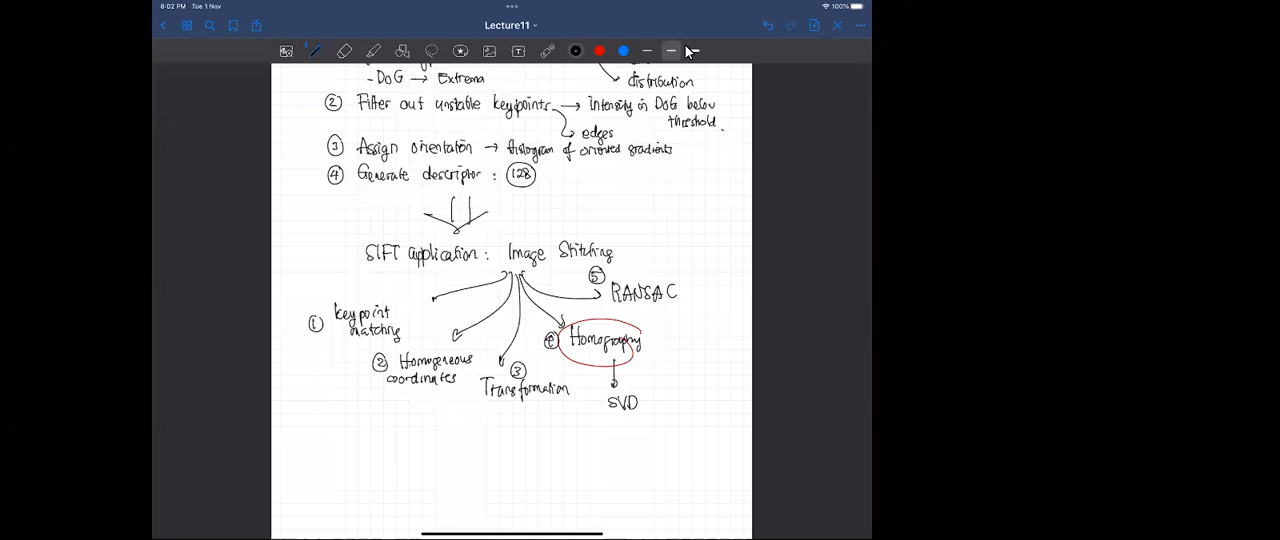 6:02 PM Tue 1 Nov
100%
Lecture11
- DoG → Extrema
distribution
② Filter out unstable keypoints → intensity in DoG below
threshold.
edges
③ Assign orientation → Histogram of oriented gradients
④ Generate descriptor : 128
SIFT application : Image Stitching
⑤ RANSAC
① Keypoint
matching
④ Homography
② Homogeneous
coordinates
③
Transformation
SVD